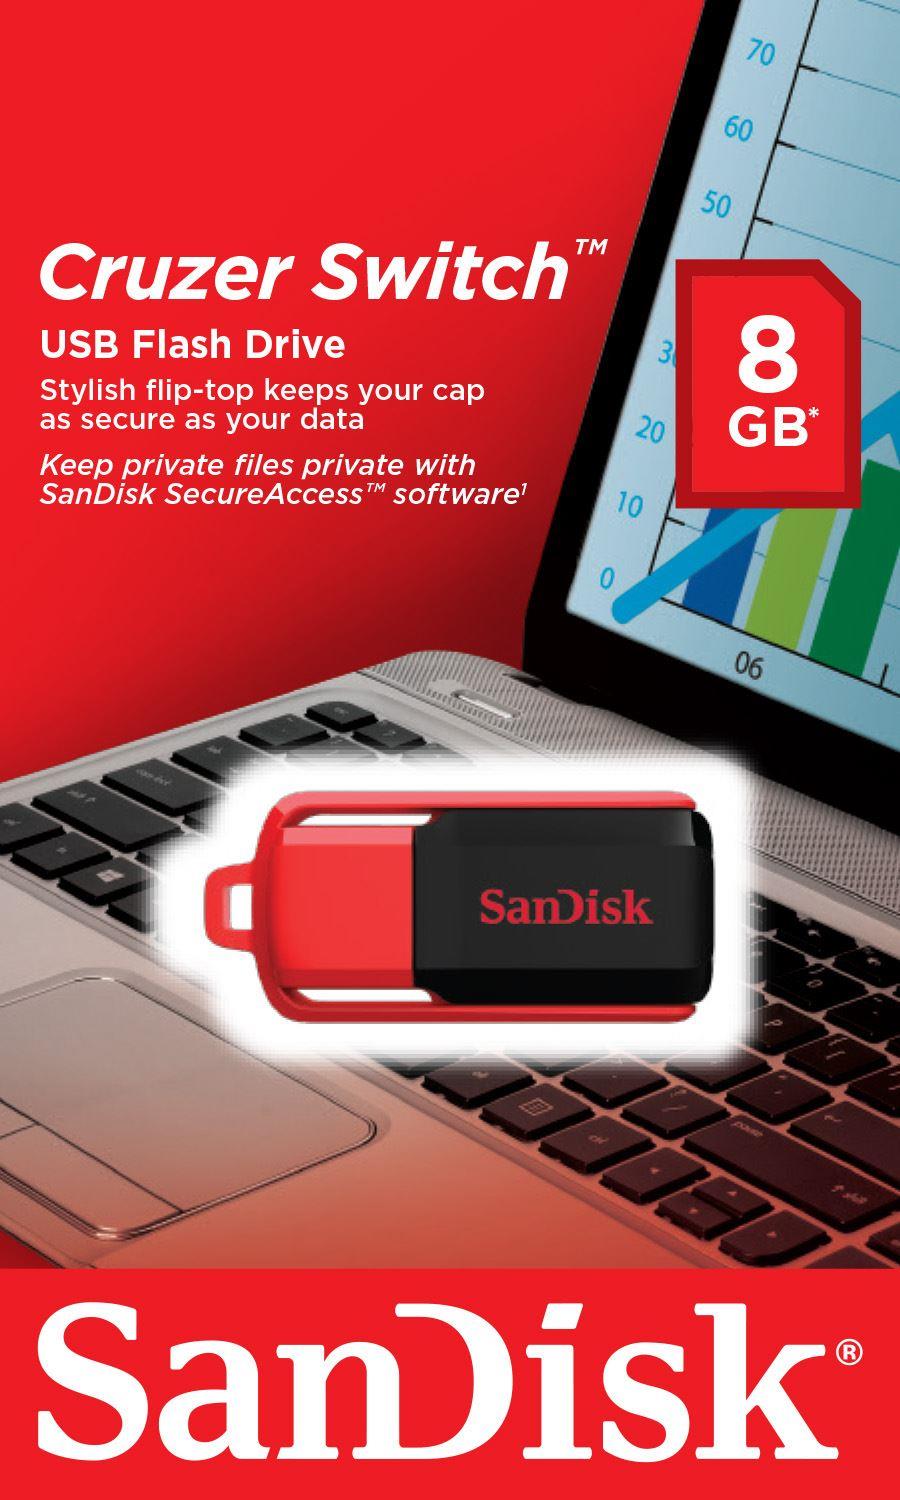 Cruzer Switch™
USB Flash Drive
Stylish flip-top keeps your cap
as secure as your data
Keep private files private with
SanDisk SecureAccess™ software¹
70
60
50
20
10
0
06
8
GB*
SanDisk
SanDisk®